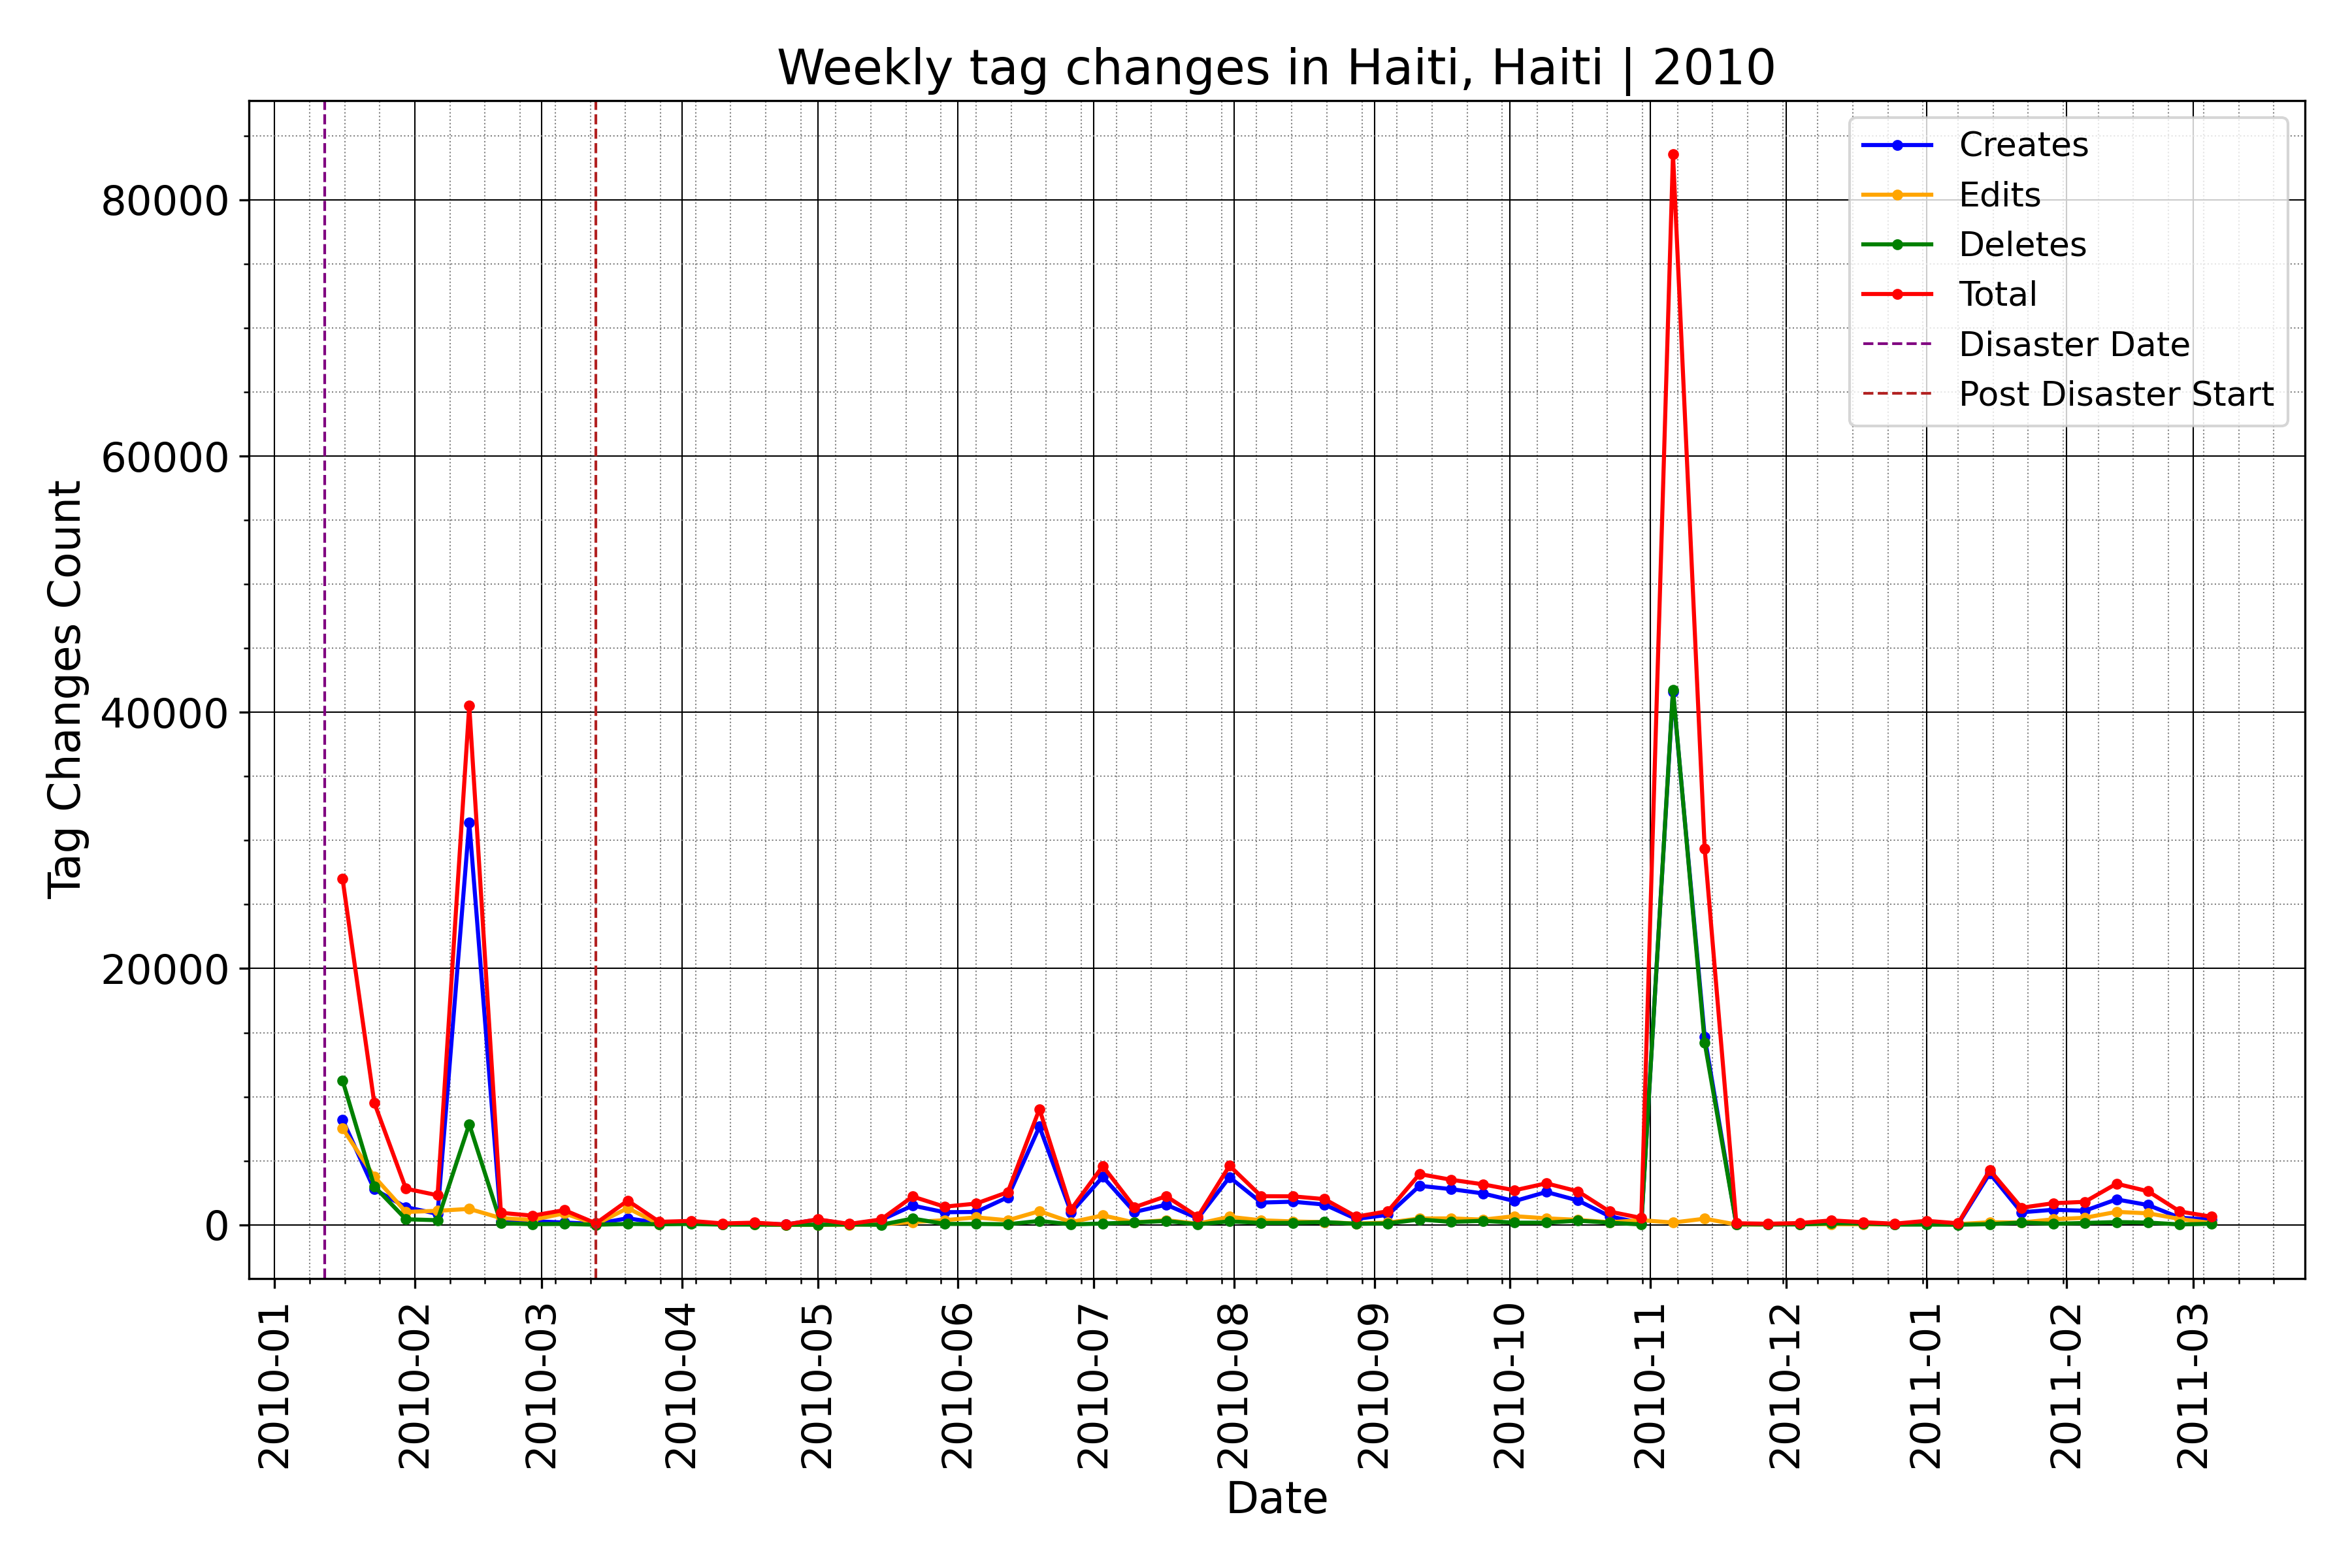 Weekly tag changes in Haiti, Haiti | 2010
Creates
Edits
Deletes
Total
Disaster Date
Post Disaster Start
Tag Changes Count
80000
60000
40000
20000
0
2010-01
2010-02
2010-03
2010-04
2010-05
2010-06
2010-07
2010-08
2010-09
2010-10
2010-11
2010-12
2011-01
2011-02
2011-03
Date